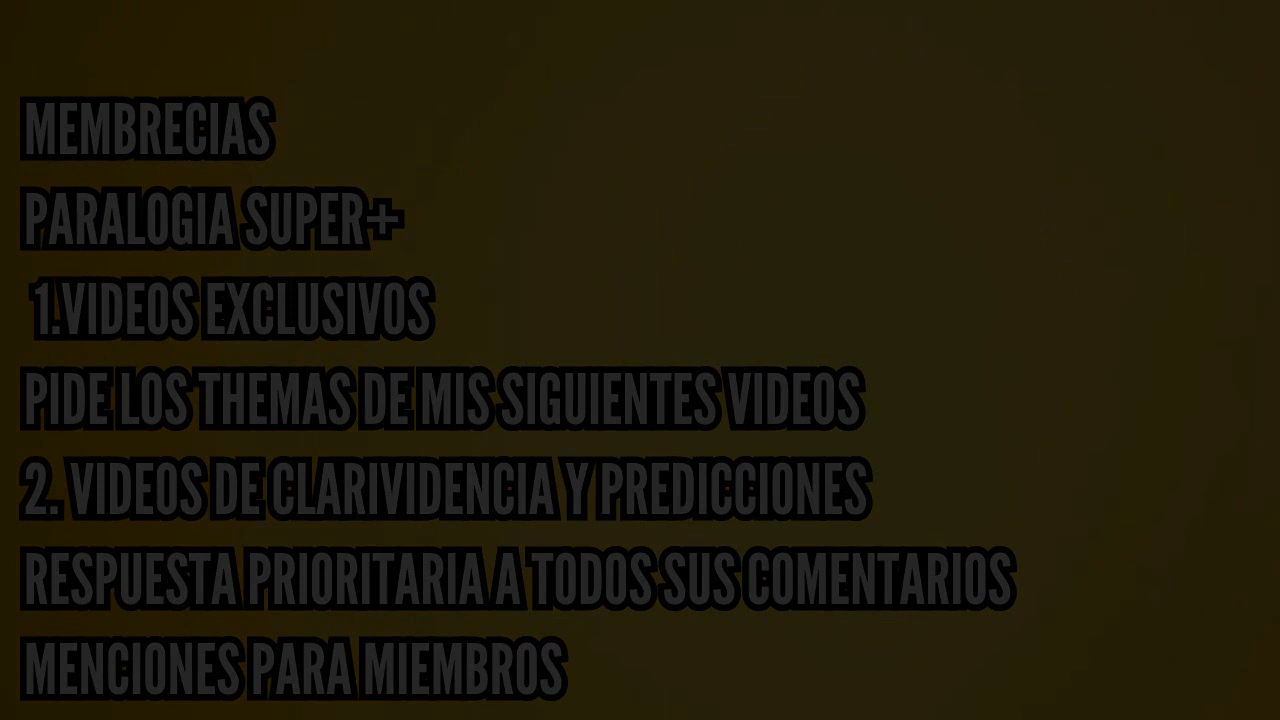 MEMBRECIAS
PARALOGIA SUPER+
1.VIDEOS EXCLUSIVOS
PIDE LOS THEMAS DE MIS SIGUIENTES VIDEOS
2. VIDEOS DE CLARIVIDENCIA Y PREDICCIONES
RESPUESTA PRIORITARIA A TODOS SUS COMENTARIOS
MENCIONES PARA MIEMBROS